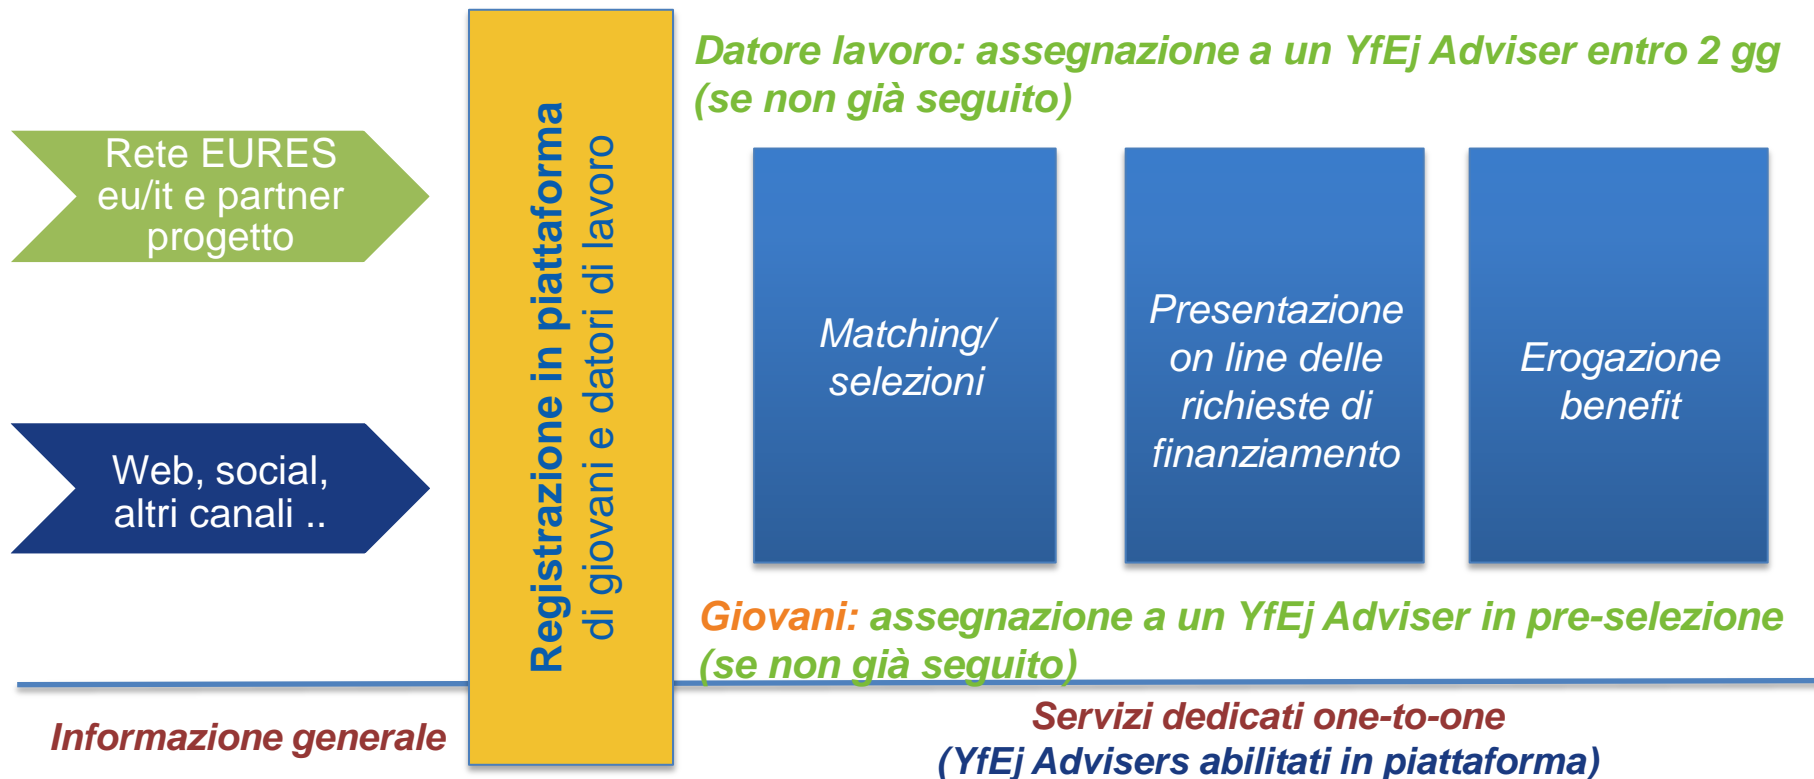 Rete EURES
eu/it e partner
progetto
Web, social,
altri canali ..
Registrazione in piattaforma
di giovani e datori di lavoro
Datore lavoro: assegnazione a un YfEj Adviser entro 2 gg
(se non già seguito)
Matching/
selezioni
Presentazione
on line delle
richieste di
finanziamento
Erogazione
benefit
Giovani: assegnazione a un YfEj Adviser in pre-selezione
(se non già seguito)
Informazione generale
Servizi dedicati one-to-one
(YfEj Advisers abilitati in piattaforma)